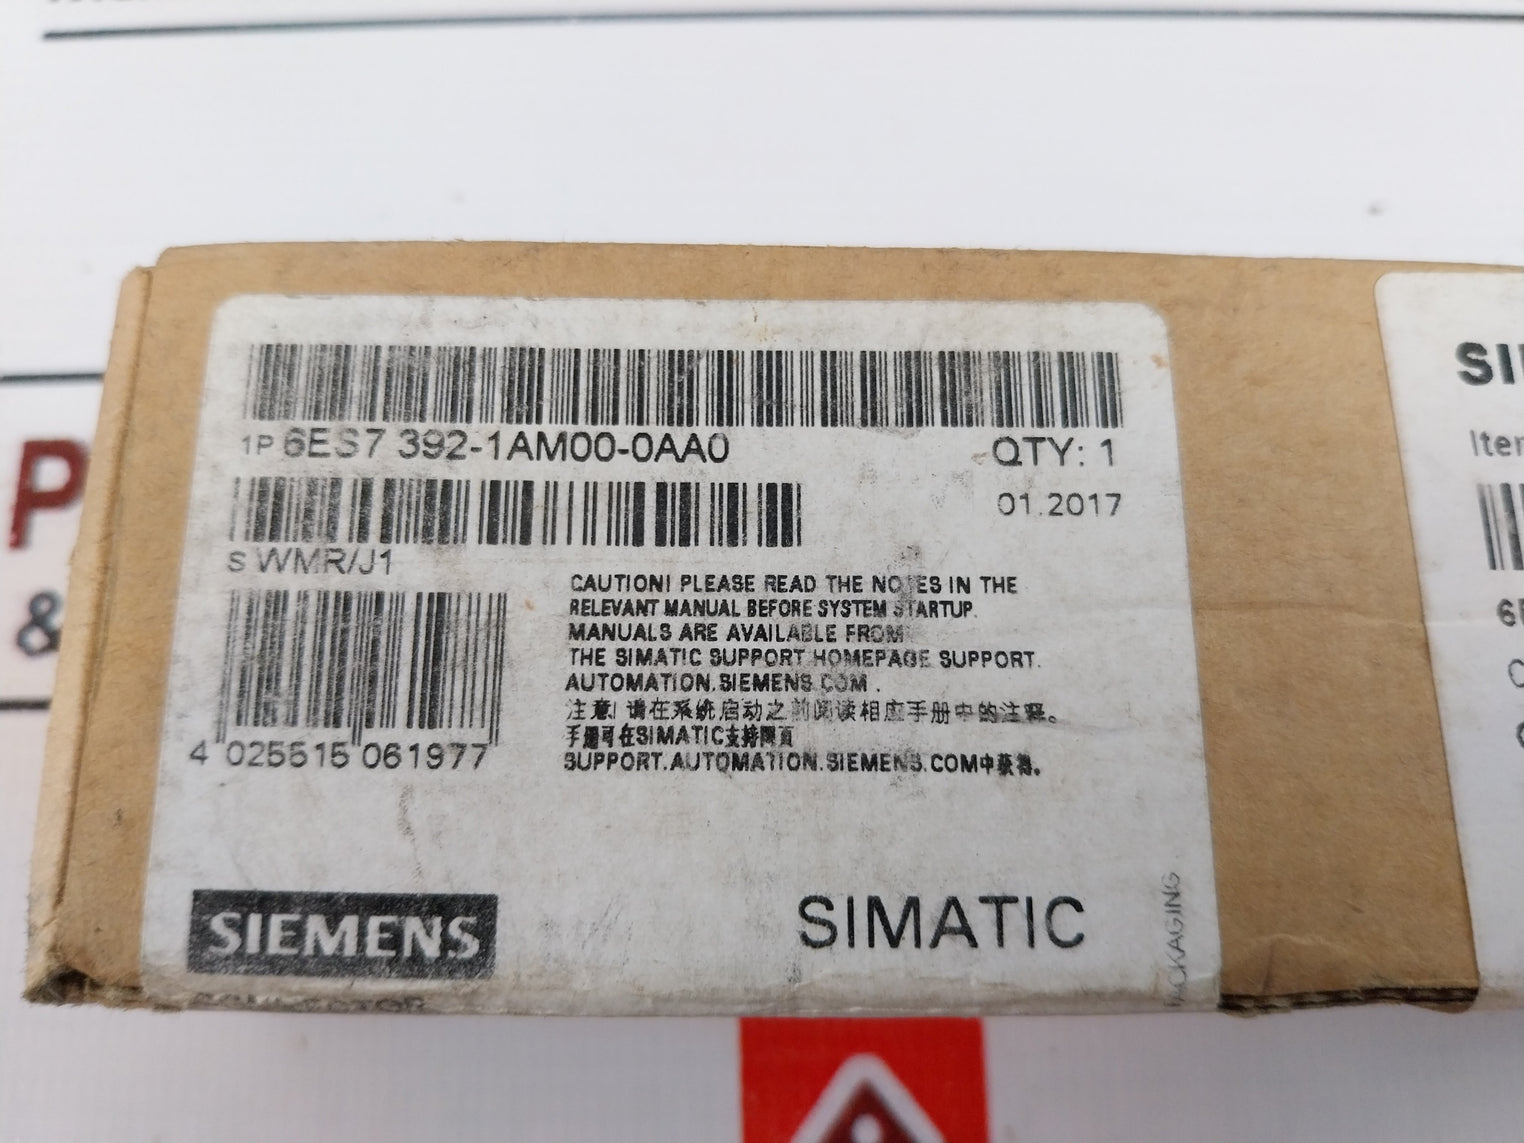 1P 6ES7 392-1AM00-0AA0
QTY: 1
01.2017
S WMR/J1
CAUTION! PLEASE READ THE NOTES IN THE
RELEVANT MANUAL BEFORE SYSTEM STARTUP.
MANUALS ARE AVAILABLE FROM
THE SIMATIC SUPPORT HOMEPAGE SUPPORT.
AUTOMATION.SIEMENS.COM .
注意! 请在系统启动之前阅读相应手册中的注释。
手册可在SIMATIC支持网页
SUPPORT.AUTOMATION.SIEMENS.COM中获得。
4 025515 061977
SIEMENS
SIMATIC
PACKAGING
P
&